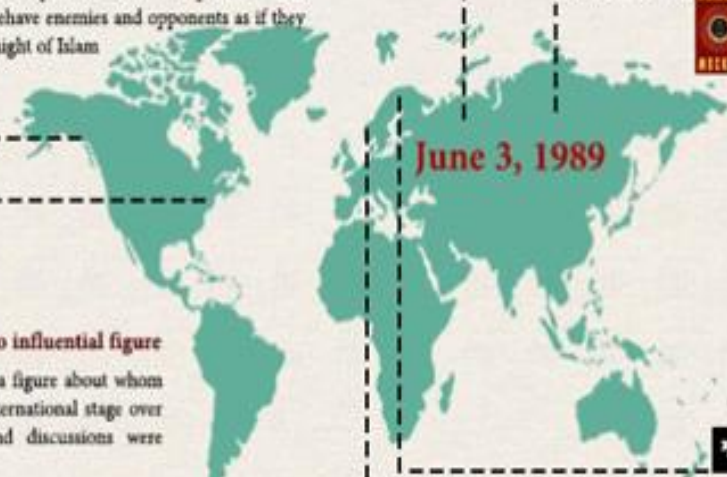 ehave enemies and opponents as if they
ight of Islam
June 3, 1989
o influential figure
a figure about whom
ernational stage over
nd discussions were